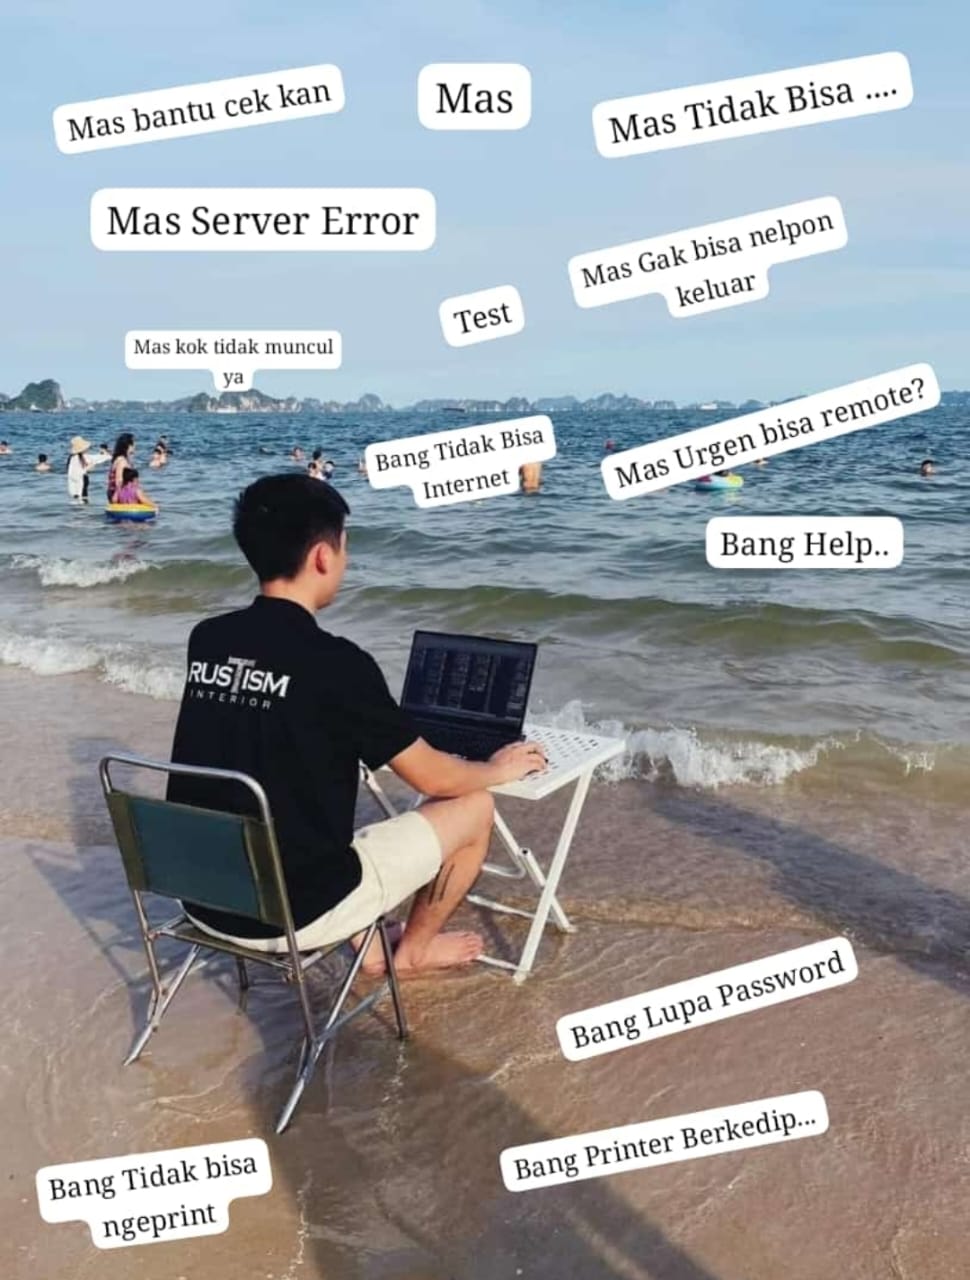 Mas bantu cek kan
Mas
Mas Tidak Bisa ....
Mas Server Error
Mas Gak bisa nelpon
keluar
Test
Mas kok tidak muncul
ya
Bang Tidak Bisa
Internet
Mas Urgen bisa remote?
Bang Help..
RUSTISM
INTERIOR
Bang Lupa Password
Bang Printer Berkedip...
Bang Tidak bisa
ngeprint